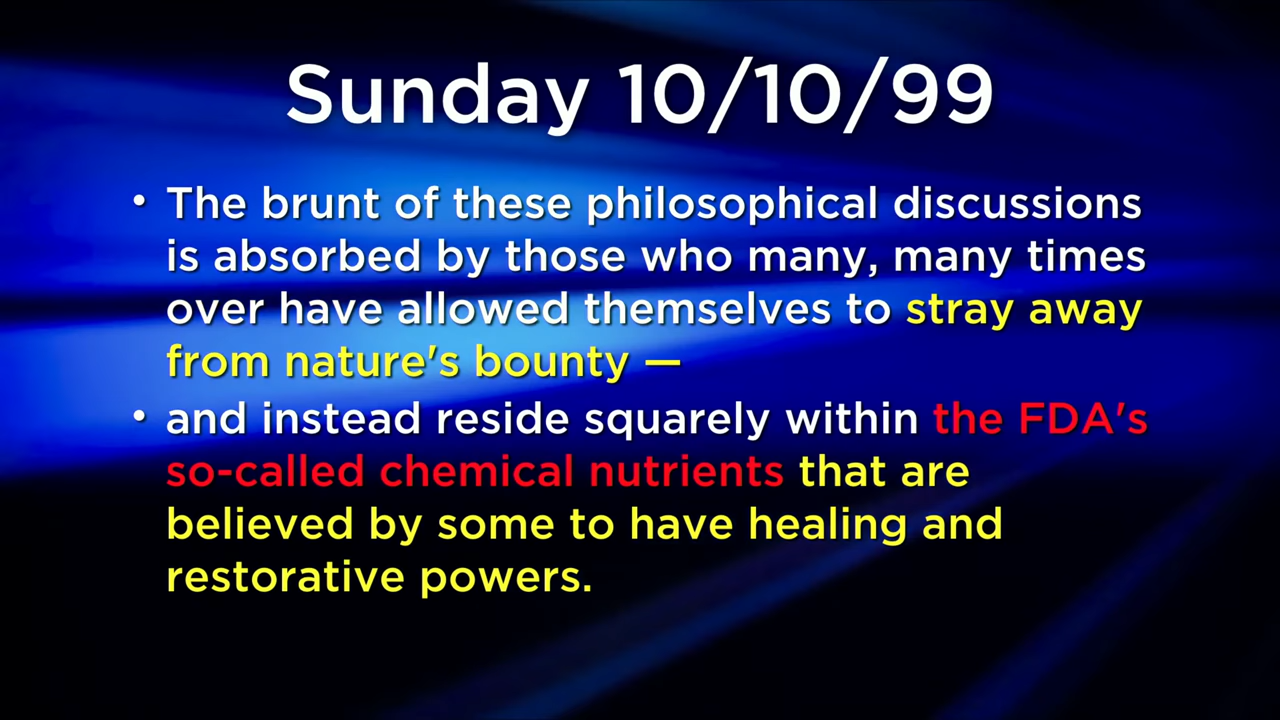 Sunday 10/10/99
• The brunt of these philosophical discussions
is absorbed by those who many, many times
over have allowed themselves to stray away
from nature's bounty —
• and instead reside squarely within the FDA's
so-called chemical nutrients that are
believed by some to have healing and
restorative powers.